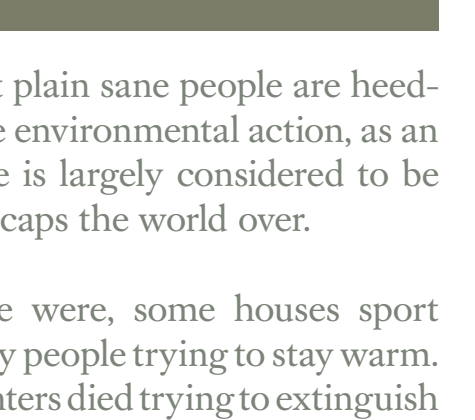 plain sane people are heed-
environmental action, as an
is largely considered to be
caps the world over.
were, some houses sport
people trying to stay warm.
died trying to extinguish